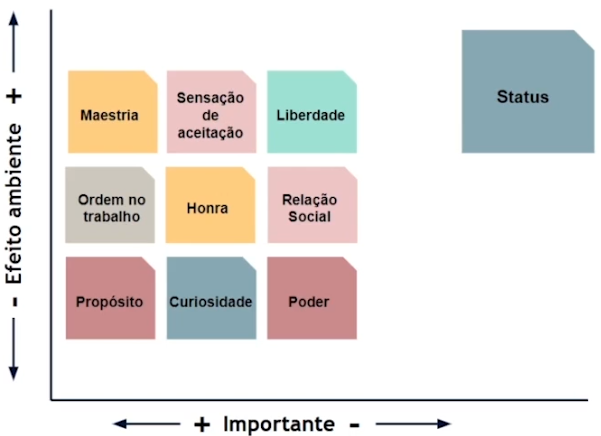 Status
Maestria
Sensação
de
aceitação
Liberdade
Ordem no
trabalho
Honra
Relação
Social
Propósito
Curiosidade
Poder
- Efeito ambiente +
+ Importante -